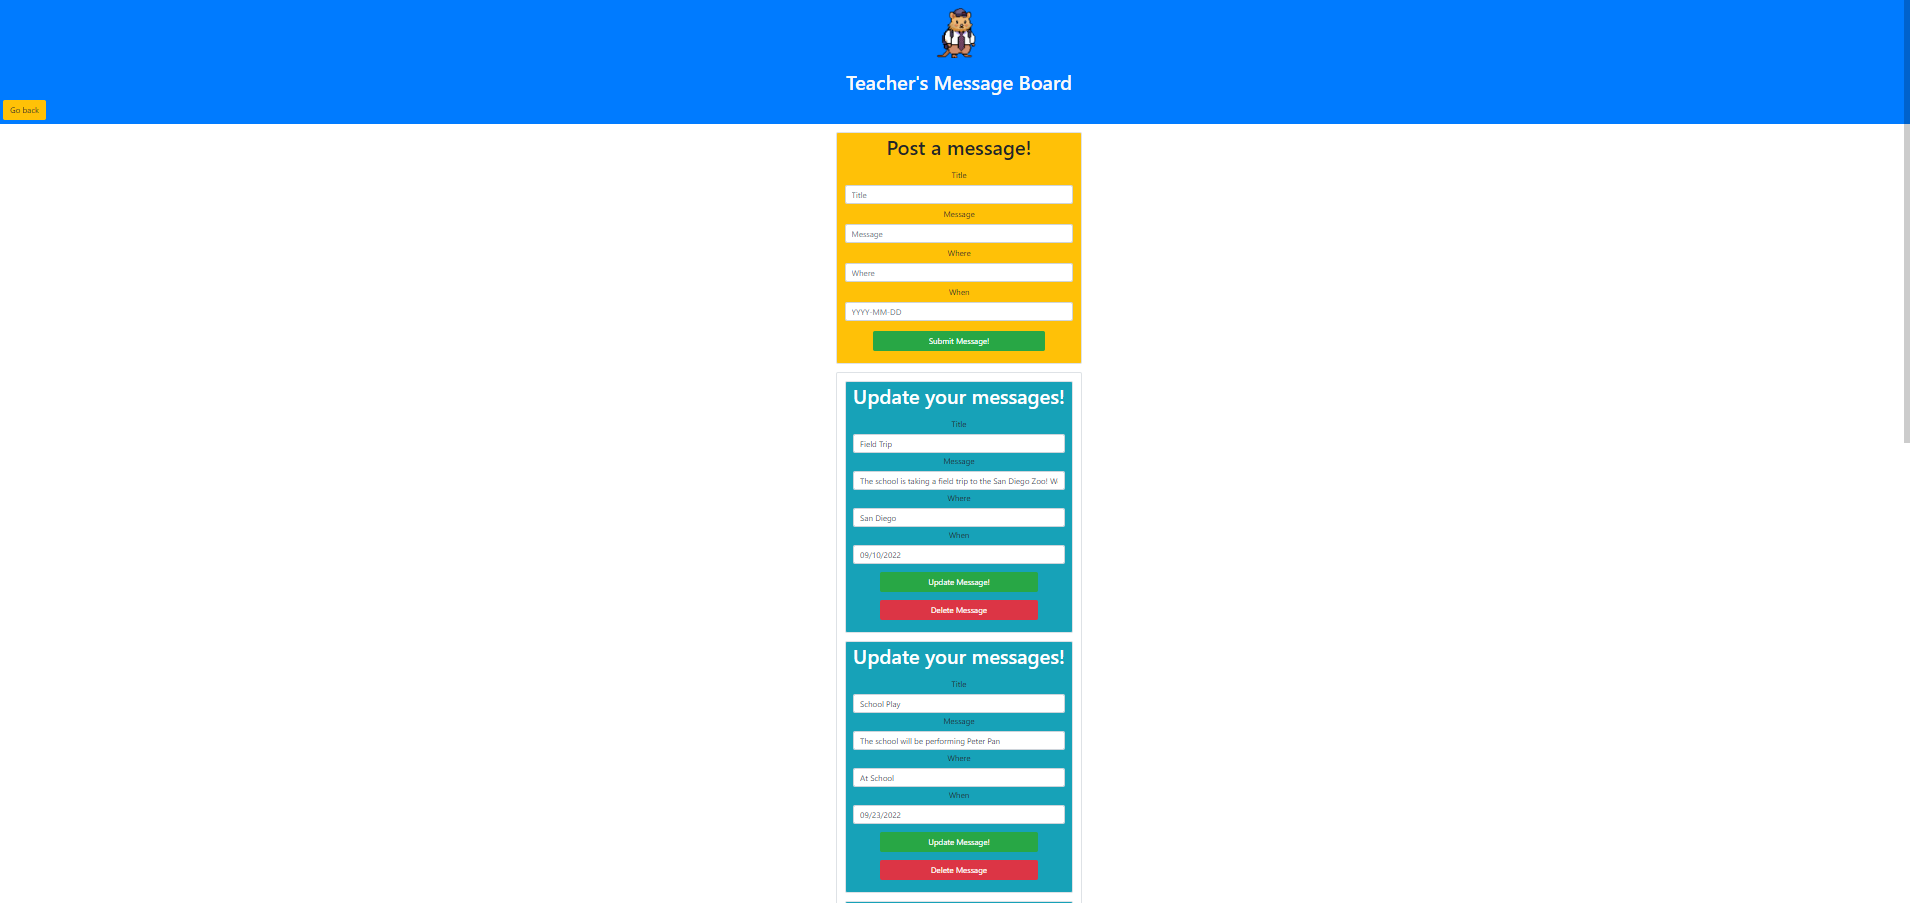 Teacher's Message Board
Go back
Post a message!
Title
Title
Message
Message
Where
Where
When
YYYY-MM-DD
Submit Message!
Update your messages!
Title
Field Trip
Message
The school is taking a field trip to the San Diego Zoo! W
Where
San Diego
When
09/10/2022
Update Message!
Delete Message
Update your messages!
Title
School Play
Message
The school will be performing Peter Pan
Where
At School
When
09/23/2022
Update Message!
Delete Message